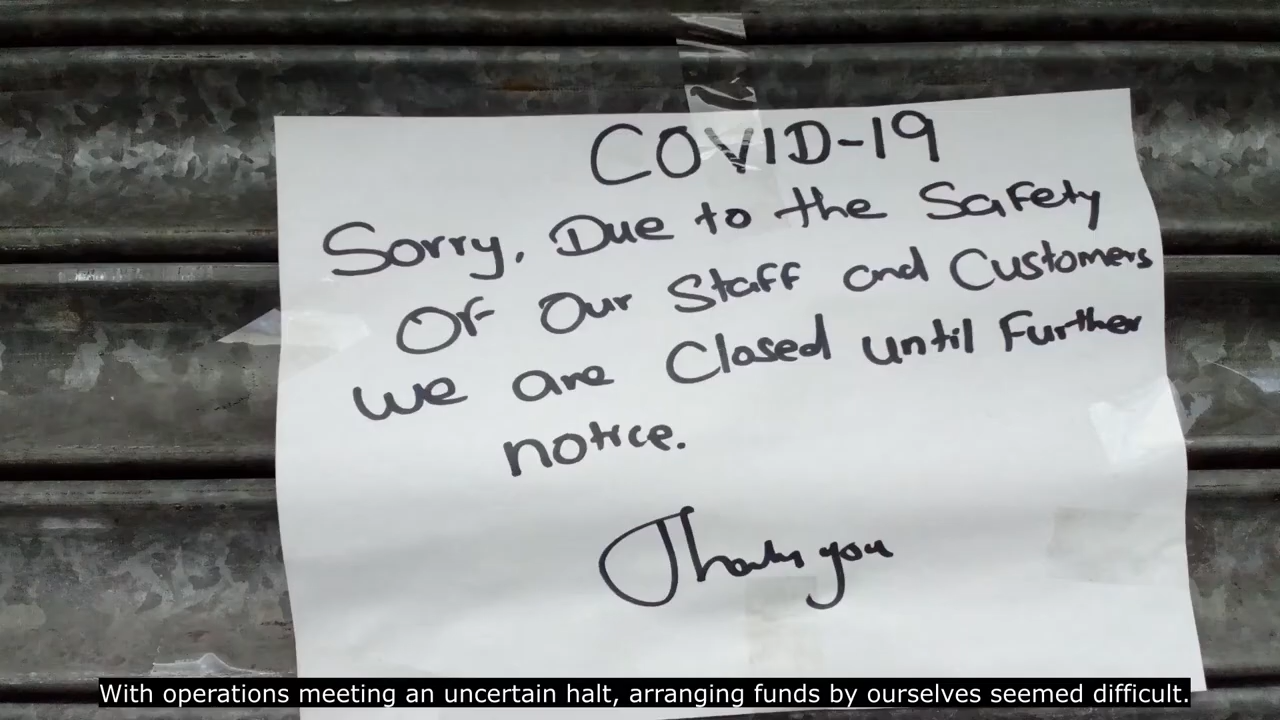 COVID-19
Sorry, Due to the Safety
Of Our Staff and Customers
we are Closed until Further
notice.
Thank you
With operations meeting an uncertain halt, arranging funds by ourselves seemed difficult.